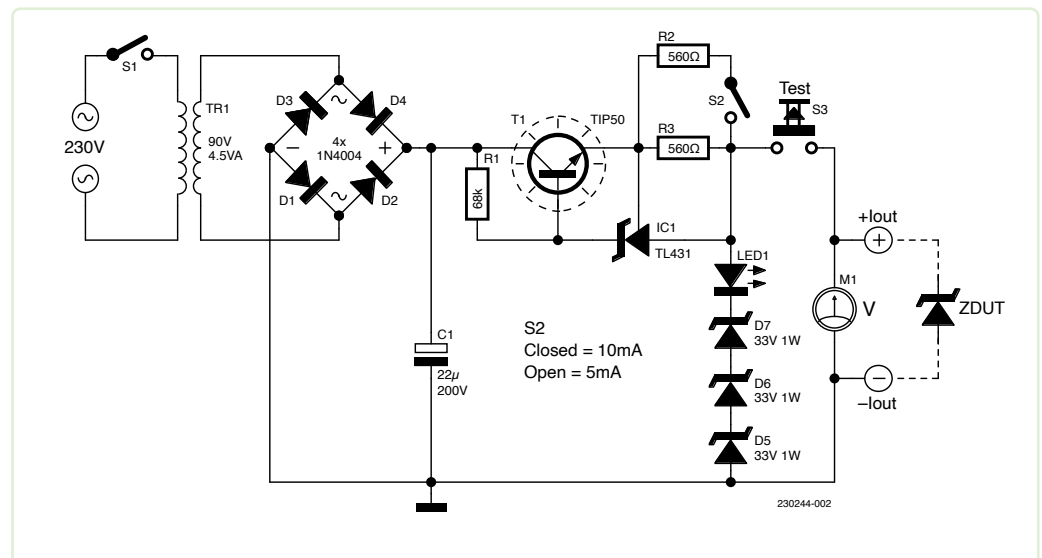 S1
230V
TR1
90V
4.5VA
D3
D4
4x
1N4004
D1
D2
–
+
R1
68k
T1
TIP50
R2
560Ω
S2
R3
560Ω
Test
S3
IC1
TL431
LED1
C1
22µ
200V
S2
Closed = 10mA
Open = 5mA
D7
33V 1W
D6
33V 1W
D5
33V 1W
+Iout
+
M1
V
ZDUT
–
–Iout
230244-002